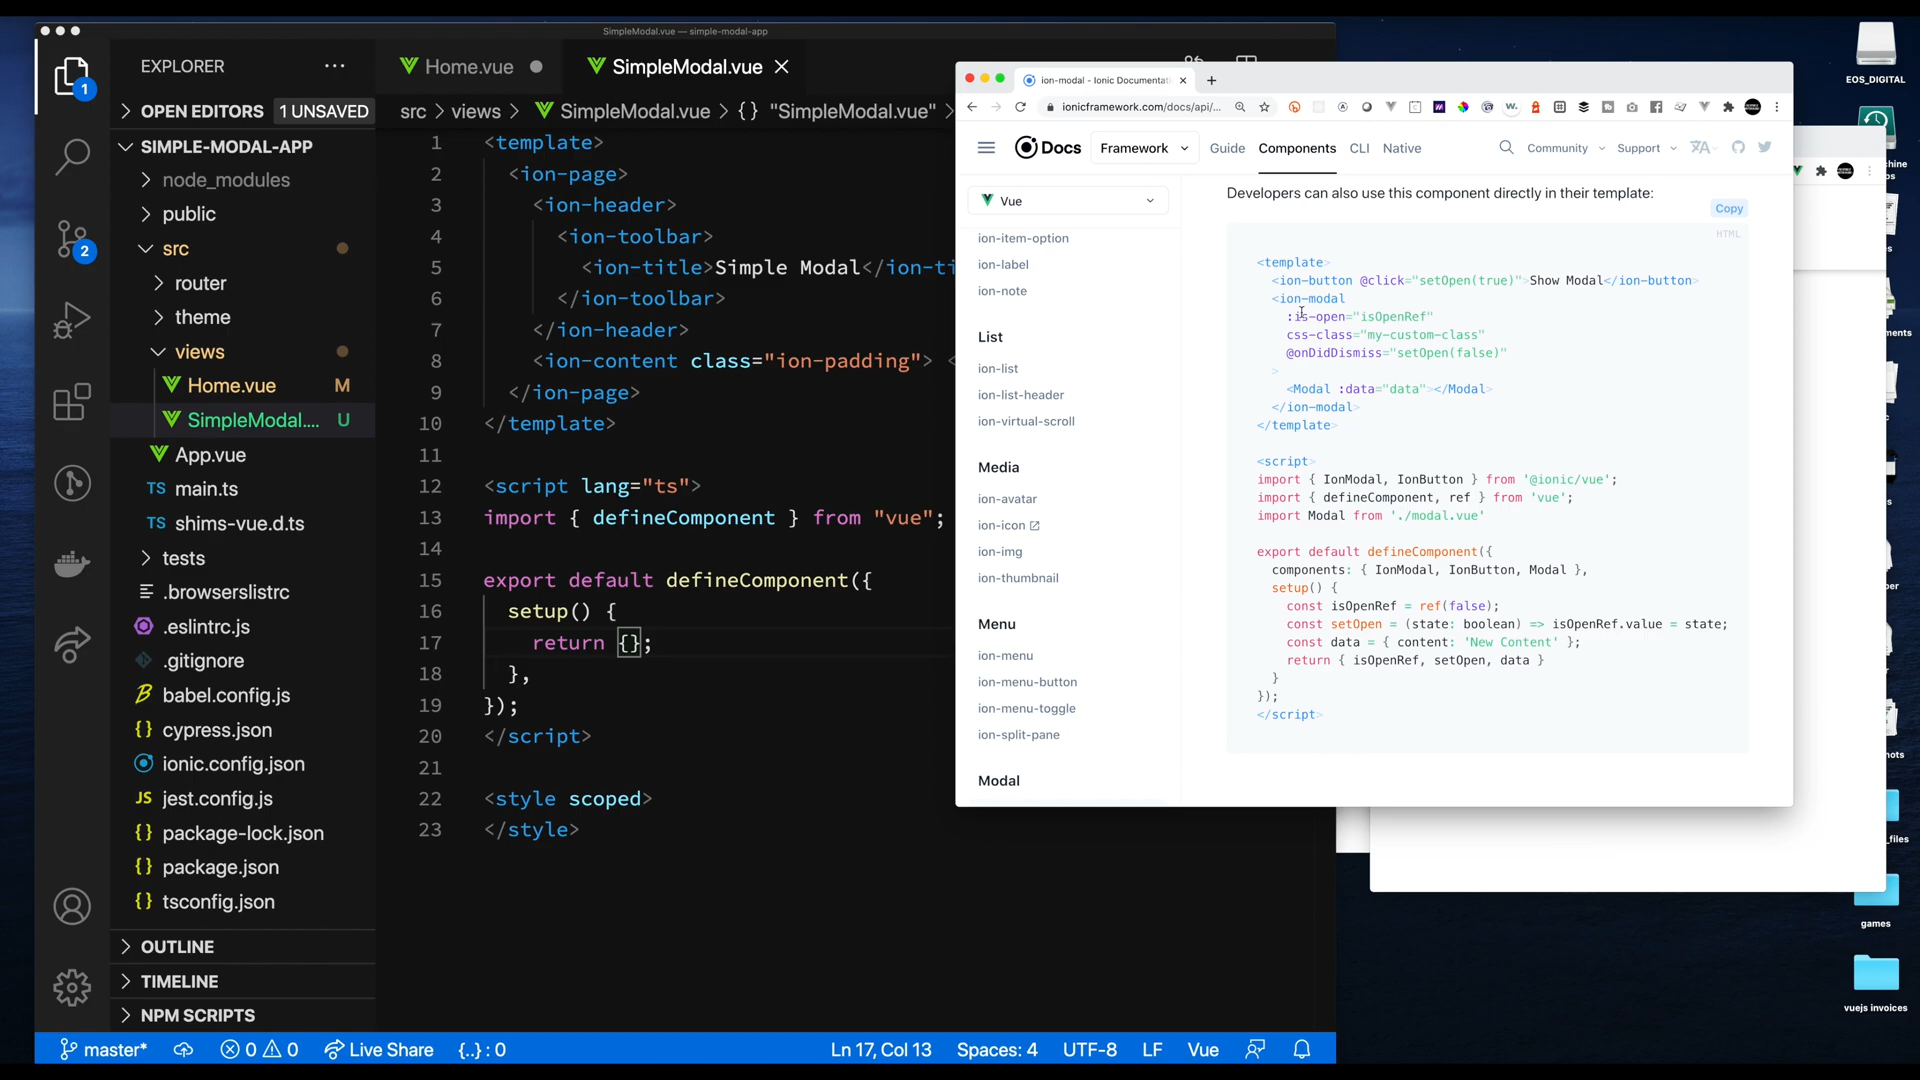 SimpleModal.vue — simple-modal-app
EXPLORER
OPEN EDITORS 1 UNSAVED
SIMPLE-MODAL-APP
node_modules
public
src
router
theme
views
Home.vue M
SimpleModal.... U
App.vue
TS main.ts
TS shims-vue.d.ts
tests
.browserslistrc
.eslintrc.js
.gitignore
babel.config.js
{} cypress.json
ionic.config.json
JS jest.config.js
{} package-lock.json
{} package.json
{} tsconfig.json
OUTLINE
TIMELINE
NPM SCRIPTS
1
2
Home.vue
SimpleModal.vue
src > views > SimpleModal.vue > {} "SimpleModal.vue" >
1 <template>
2 <ion-page>
3 <ion-header>
4 <ion-toolbar>
5 <ion-title>Simple Modal</ion-ti
6 </ion-toolbar>
7 </ion-header>
8 <ion-content class="ion-padding"> <
9 </ion-page>
10 </template>
11
12 <script lang="ts">
13 import { defineComponent } from "vue";
14
15 export default defineComponent({
16 setup() {
17 return {};
18 },
19 });
20 </script>
21
22 <style scoped>
23 </style>
master*
0 0
Live Share
{..} : 0
Ln 17, Col 13
Spaces: 4
UTF-8
LF
Vue
ion-modal - Ionic Documentati
ionicframework.com/docs/api/...
Docs
Framework
Guide
Components
CLI
Native
Community
Support
Vue
ion-item-option
ion-label
ion-note
List
ion-list
ion-list-header
ion-virtual-scroll
Media
ion-avatar
ion-icon
ion-img
ion-thumbnail
Menu
ion-menu
ion-menu-button
ion-menu-toggle
ion-split-pane
Modal
Developers can also use this component directly in their template:
Copy
HTML
<template>
<ion-button @click="setOpen(true)">Show Modal</ion-button>
<ion-modal
:is-open="isOpenRef"
css-class="my-custom-class"
@onDidDismiss="setOpen(false)"
>
<Modal :data="data"></Modal>
</ion-modal>
</template>
<script>
import { IonModal, IonButton } from '@ionic/vue';
import { defineComponent, ref } from 'vue';
import Modal from './modal.vue'
export default defineComponent({
components: { IonModal, IonButton, Modal },
setup() {
const isOpenRef = ref(false);
const setOpen = (state: boolean) => isOpenRef.value = state;
const data = { content: 'New Content' };
return { isOpenRef, setOpen, data }
}
});
</script>
EOS_DIGITAL
games
vuejs invoices